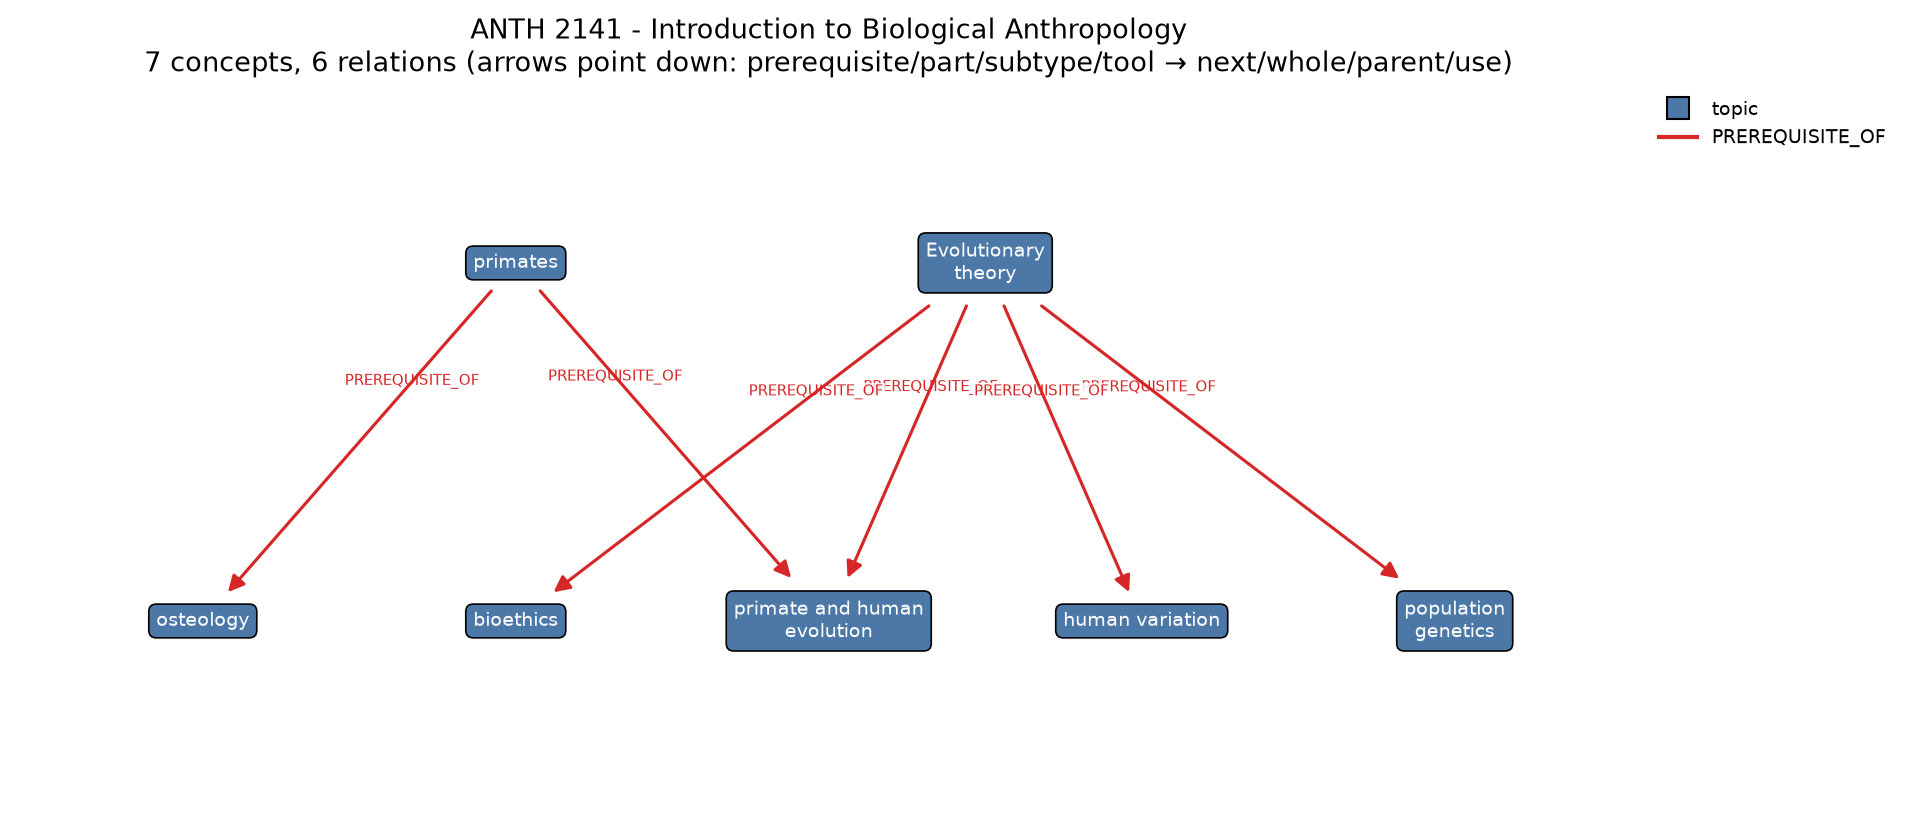 ANTH 2141 - Introduction to Biological Anthropology
7 concepts, 6 relations (arrows point down: prerequisite/part/subtype/tool → next/whole/parent/use)
topic
PREREQUISITE_OF
primates
Evolutionary
theory
PREREQUISITE_OF
PREREQUISITE_OF
PREREQUISITE_OF
PREREQUISITE_OF
PREREQUISITE_OF
PREREQUISITE_OF
osteology
bioethics
primate and human
evolution
human variation
population
genetics